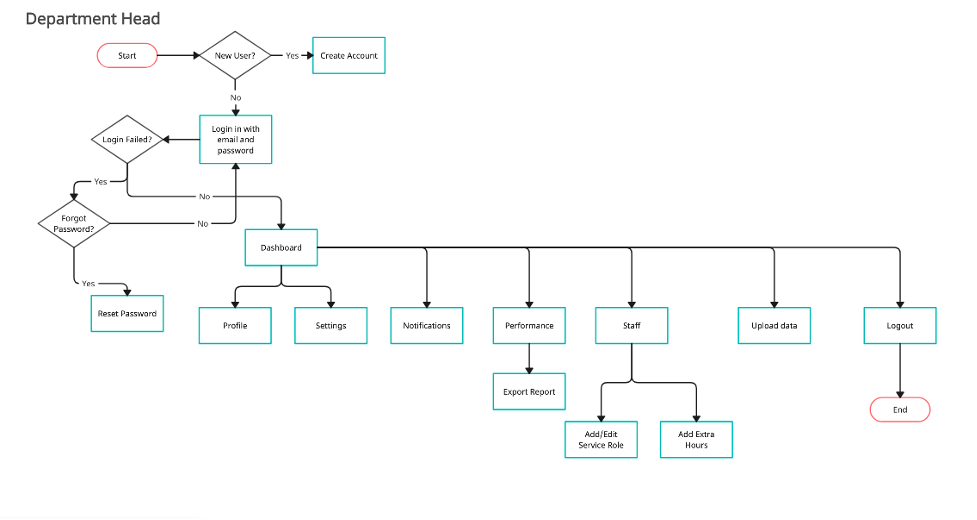 Department Head
Start
New User?
Yes
Create Account
No
Login Failed?
Login in with
email and
password
Yes
No
Forgot
Password?
No
Dashboard
Yes
Reset Password
Profile
Settings
Notifications
Performance
Staff
Upload data
Logout
Export Report
End
Add/Edit
Service Role
Add Extra
Hours